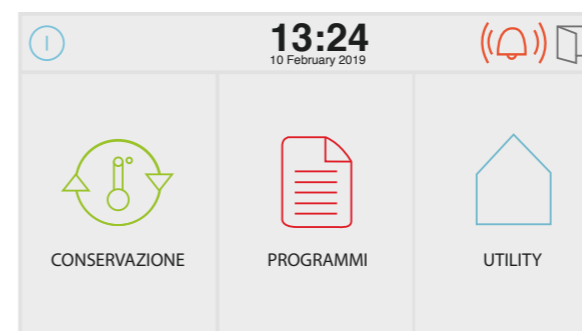 13:24
10 February 2019
CONSERVAZIONE
PROGRAMMI
UTILITY